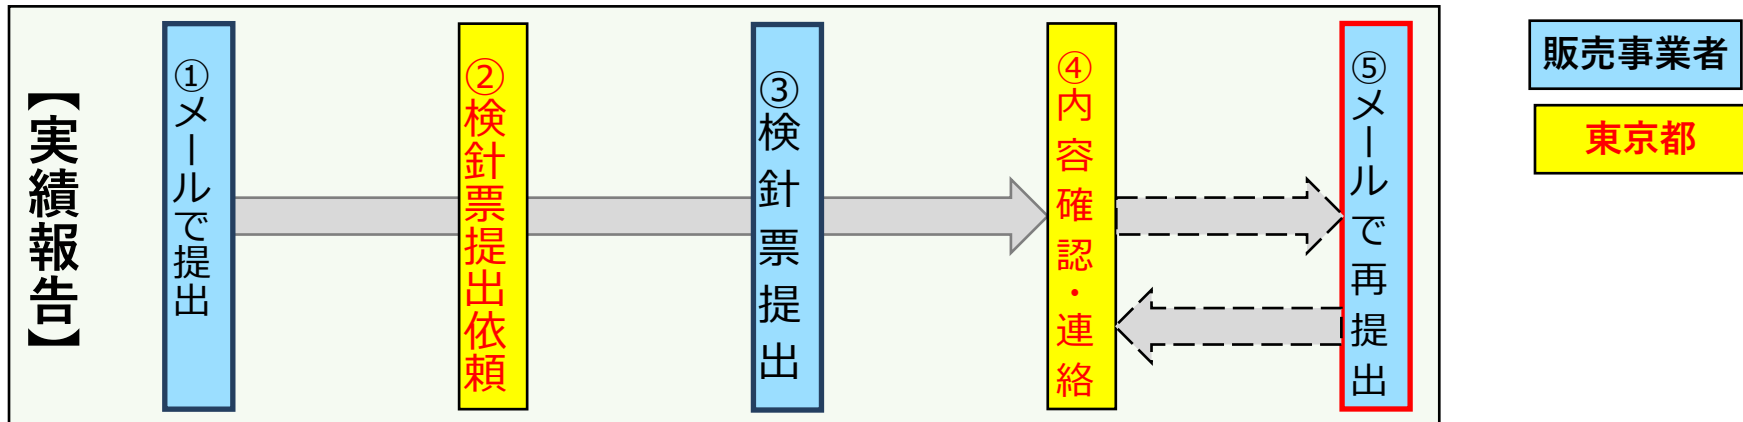 【実績報告】
①メールで提出
②検針票提出依頼
③検針票提出
④内容確認・連絡
⑤メールで再提出
販売事業者
東京都